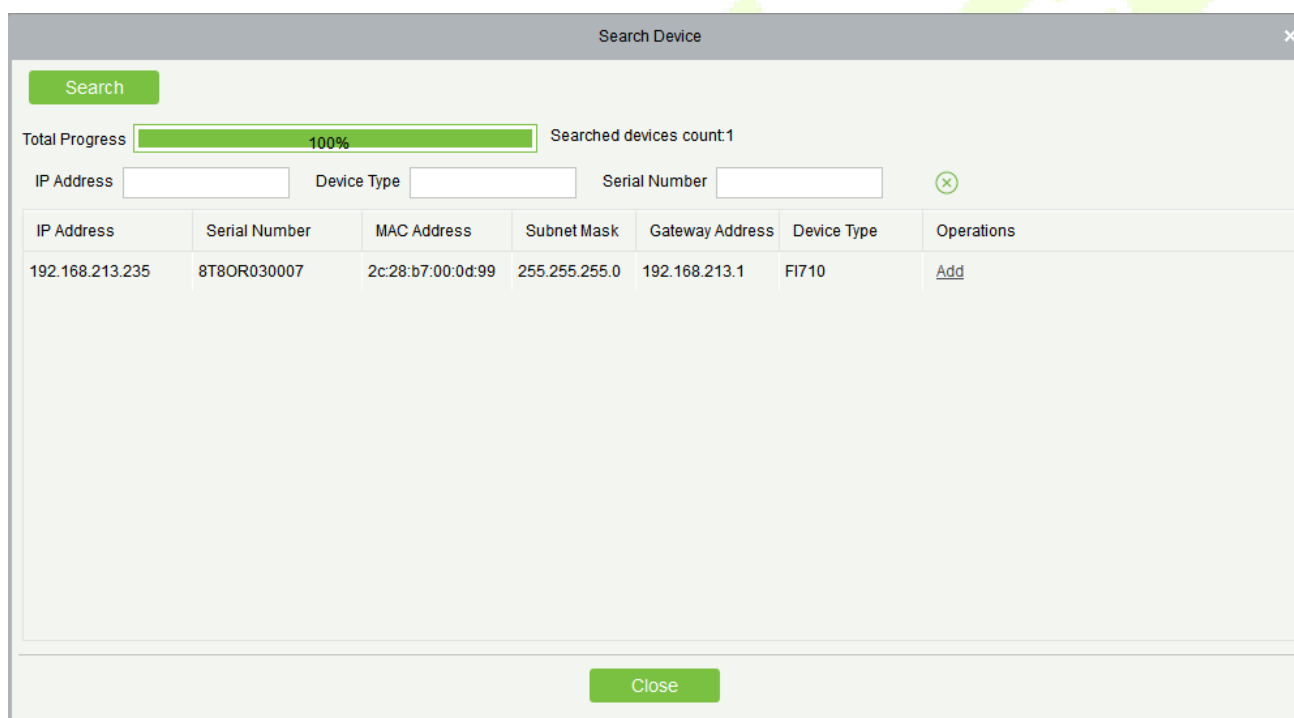 Search Device
Search
Total Progress 100% Searched devices count:1
IP Address Device Type Serial Number
IP Address Serial Number MAC Address Subnet Mask Gateway Address Device Type Operations
192.168.213.235 8T8OR030007 2c:28:b7:00:0d:99 255.255.255.0 192.168.213.1 FI710 Add
Close